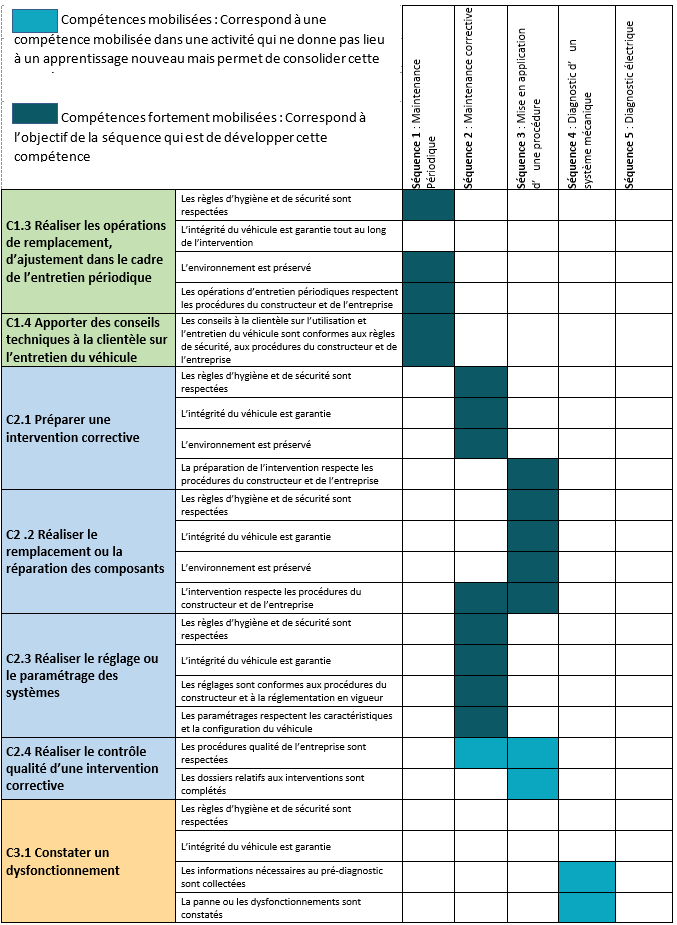 Compétences mobilisées : Correspond à une
compétence mobilisée dans une activité qui ne donne pas lieu
à un apprentissage nouveau mais permet de consolider cette
Compétences fortement mobilisées : Correspond à
l’objectif de la séquence qui est de développer cette
compétence
Séquence 1 : Maintenance
Périodique
Séquence 2 : Maintenance corrective
Séquence 3 : Mise en application
d’une procédure
Séquence 4 : Diagnostic d’un
système mécanique
Séquence 5 : Diagnostic électrique
C1.3 Réaliser les opérations
de remplacement,
d’ajustement dans le cadre
de l’entretien périodique
Les règles d’hygiène et de sécurité sont
respectées
L’intégrité du véhicule est garantie tout au long
de l’intervention
L’environnement est préservé
Les opérations d’entretien périodiques respectent
les procédures du constructeur et de l’entreprise
C1.4 Apporter des conseils
techniques à la clientèle sur
l’entretien du véhicule
Les conseils à la clientèle sur l’utilisation et
l’entretien du véhicule sont conformes aux règles
de sécurité, aux procédures du constructeur et de
l’entreprise
C2.1 Préparer une
intervention corrective
Les règles d’hygiène et de sécurité sont
respectées
L’intégrité du véhicule est garantie
L’environnement est préservé
La préparation de l’intervention respecte les
procédures du constructeur et de l’entreprise
C2 .2 Réaliser le
remplacement ou la
réparation des composants
Les règles d’hygiène et de sécurité sont
respectées
L’intégrité du véhicule est garantie
L’environnement est préservé
L’intervention respecte les procédures du
constructeur et de l’entreprise
C2.3 Réaliser le réglage ou
le paramétrage des
systèmes
Les règles d’hygiène et de sécurité sont
respectées
L’intégrité du véhicule est garantie
Les réglages sont conformes aux procédures du
constructeur et à la réglementation en vigueur
Les paramétrages respectent les caractéristiques
et la configuration du véhicule
C2.4 Réaliser le contrôle
qualité d’une intervention
corrective
Les procédures qualité de l’entreprise sont
respectées
Les dossiers relatifs aux interventions sont
complétés
C3.1 Constater un
dysfonctionnement
Les règles d’hygiène et de sécurité sont
respectées
L’intégrité du véhicule est garantie
Les informations nécessaires au pré-diagnostic
sont collectées
La panne ou les dysfonctionnements sont
constatés